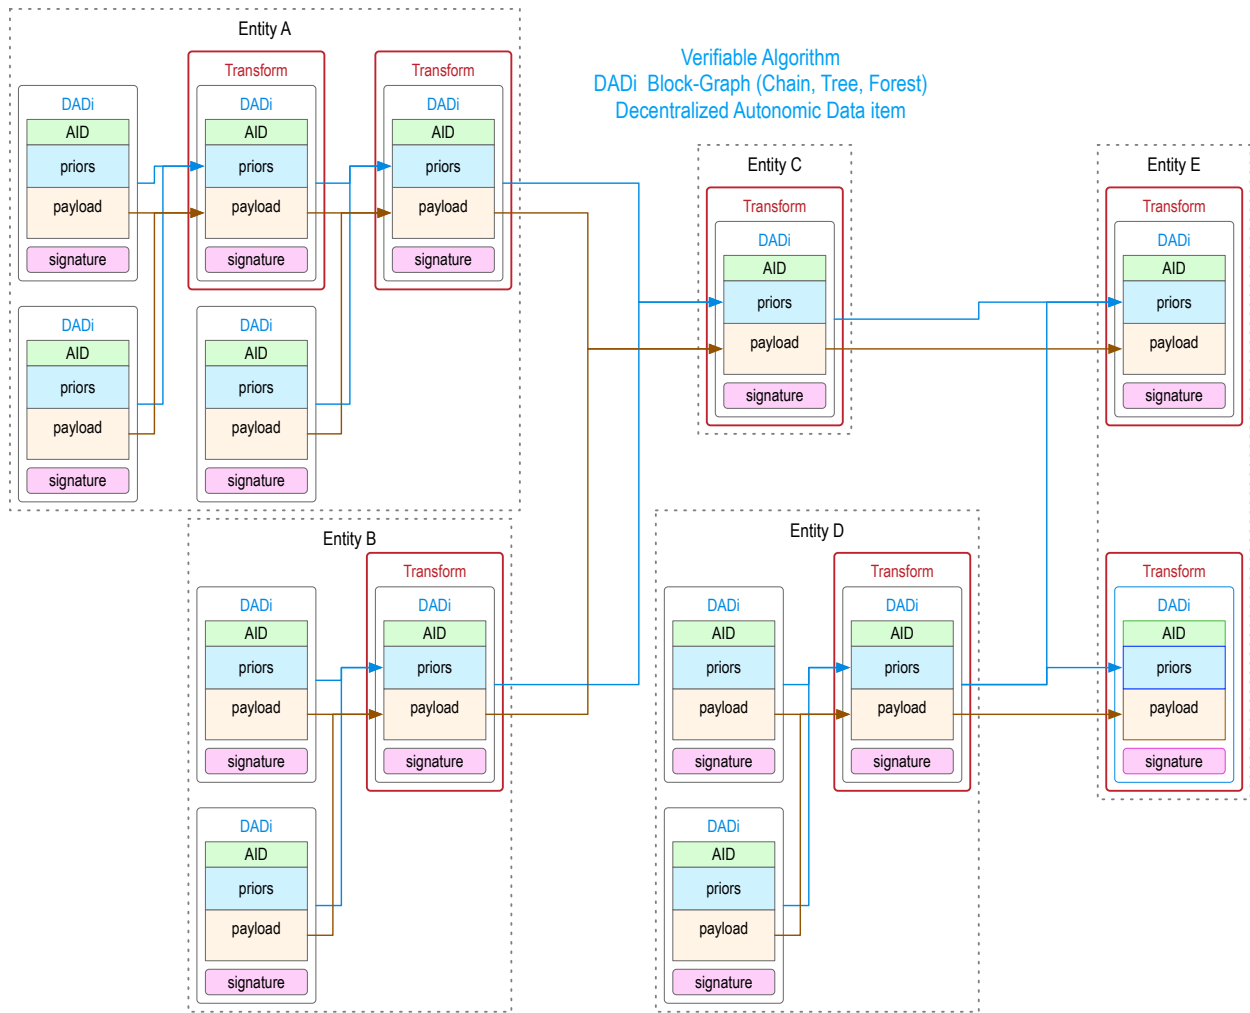 Entity A
Transform
DADi
AID
priors
payload
signature
Transform
DADi
AID
priors
payload
signature
DADi
AID
priors
payload
signature
DADi
AID
priors
payload
signature
DADi
AID
priors
payload
signature
Verifiable Algorithm
DADi Block-Graph (Chain, Tree, Forest)
Decentralized Autonomic Data item
Entity C
Transform
DADi
AID
priors
payload
signature
Entity E
Transform
DADi
AID
priors
payload
signature
Transform
DADi
AID
priors
payload
signature
Entity B
Transform
DADi
AID
priors
payload
signature
DADi
AID
priors
payload
signature
DADi
AID
priors
payload
signature
Entity D
Transform
DADi
AID
priors
payload
signature
DADi
AID
priors
payload
signature
DADi
AID
priors
payload
signature